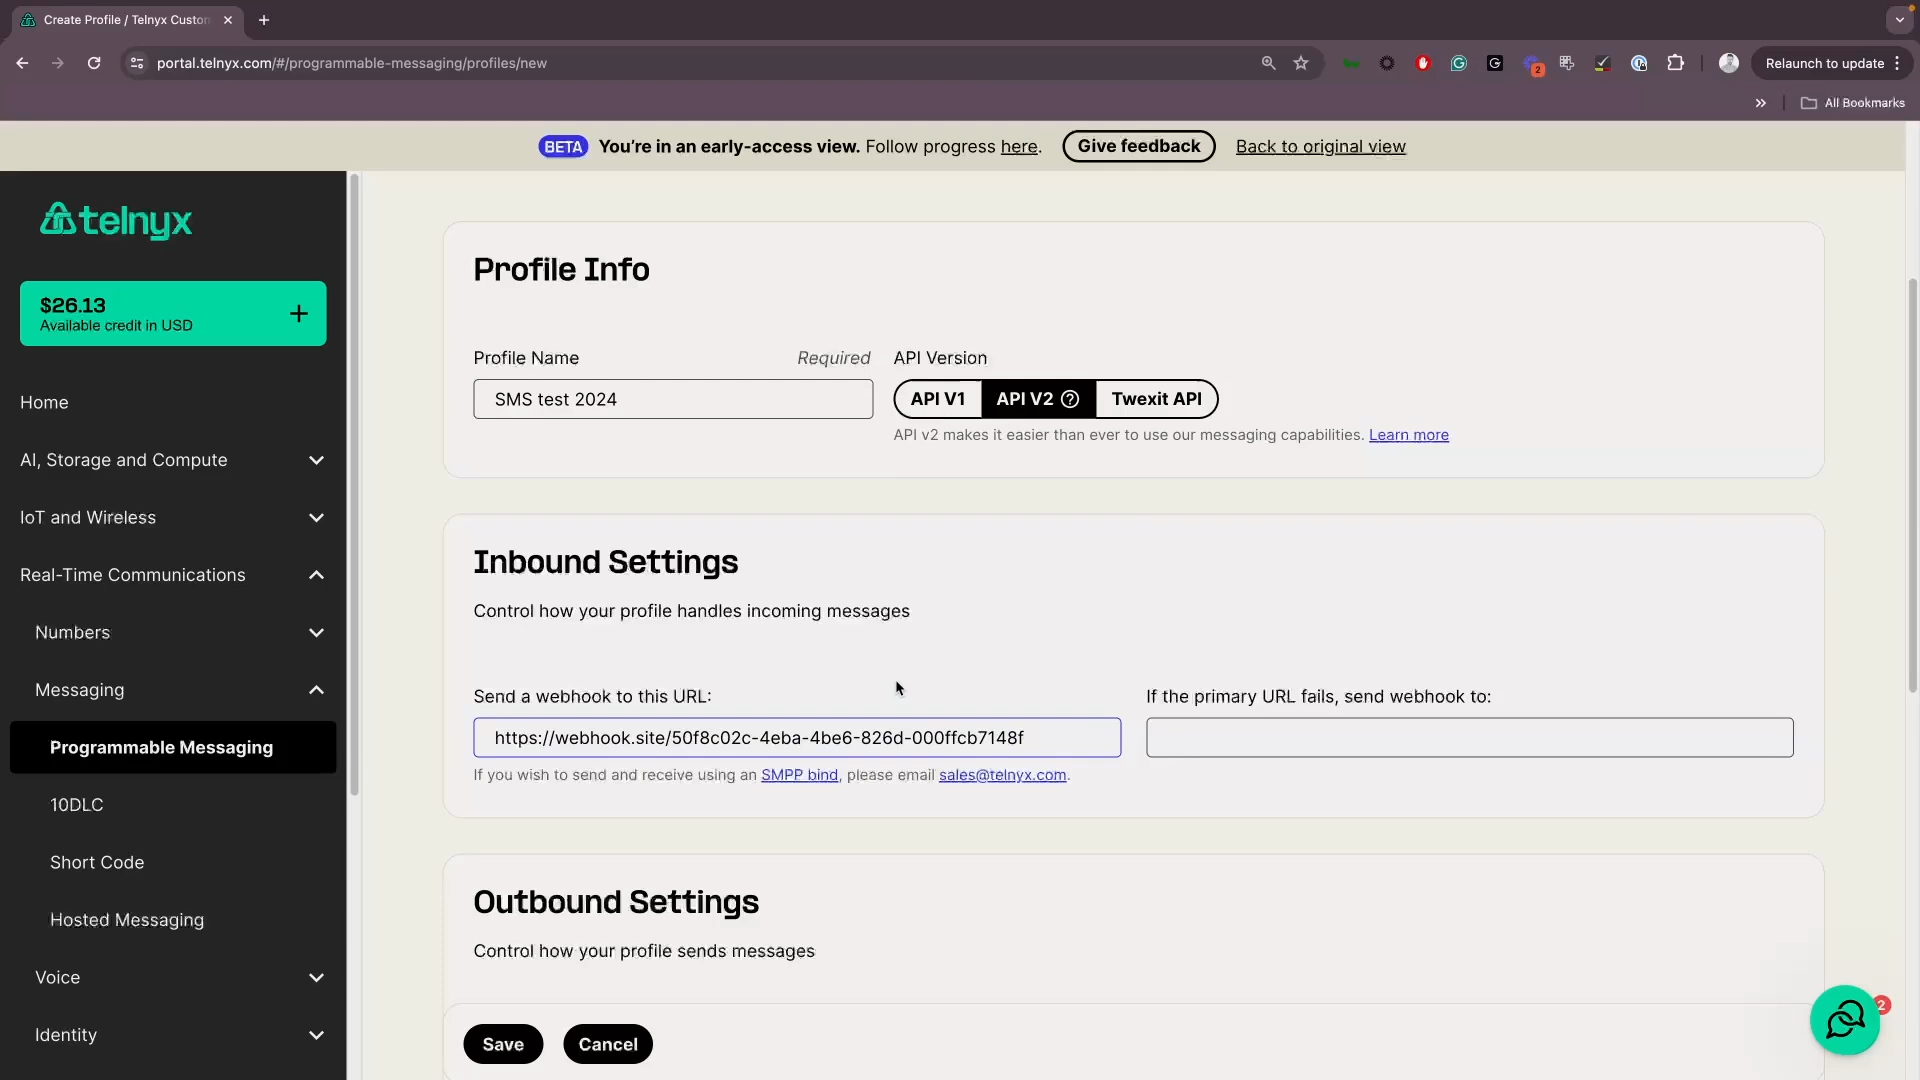 Create Profile / Telnyx Custom
portal.telnyx.com/#/programmable-messaging/profiles/new
2
Relaunch to update
All Bookmarks
BETA You're in an early-access view. Follow progress here.
Give feedback
Back to original view
telnyx
$26.13
Available credit in USD
Home
AI, Storage and Compute
IoT and Wireless
Real-Time Communications
Numbers
Messaging
Programmable Messaging
10DLC
Short Code
Hosted Messaging
Voice
Identity
Profile Info
Profile Name
Required
SMS test 2024
API Version
API V1
API V2
Twexit API
API v2 makes it easier than ever to use our messaging capabilities. Learn more
Inbound Settings
Control how your profile handles incoming messages
Send a webhook to this URL:
https://webhook.site/50f8c02c-4eba-4be6-826d-000ffcb7148f
If you wish to send and receive using an SMPP bind, please email sales@telnyx.com.
If the primary URL fails, send webhook to:
Outbound Settings
Control how your profile sends messages
Save
Cancel
2